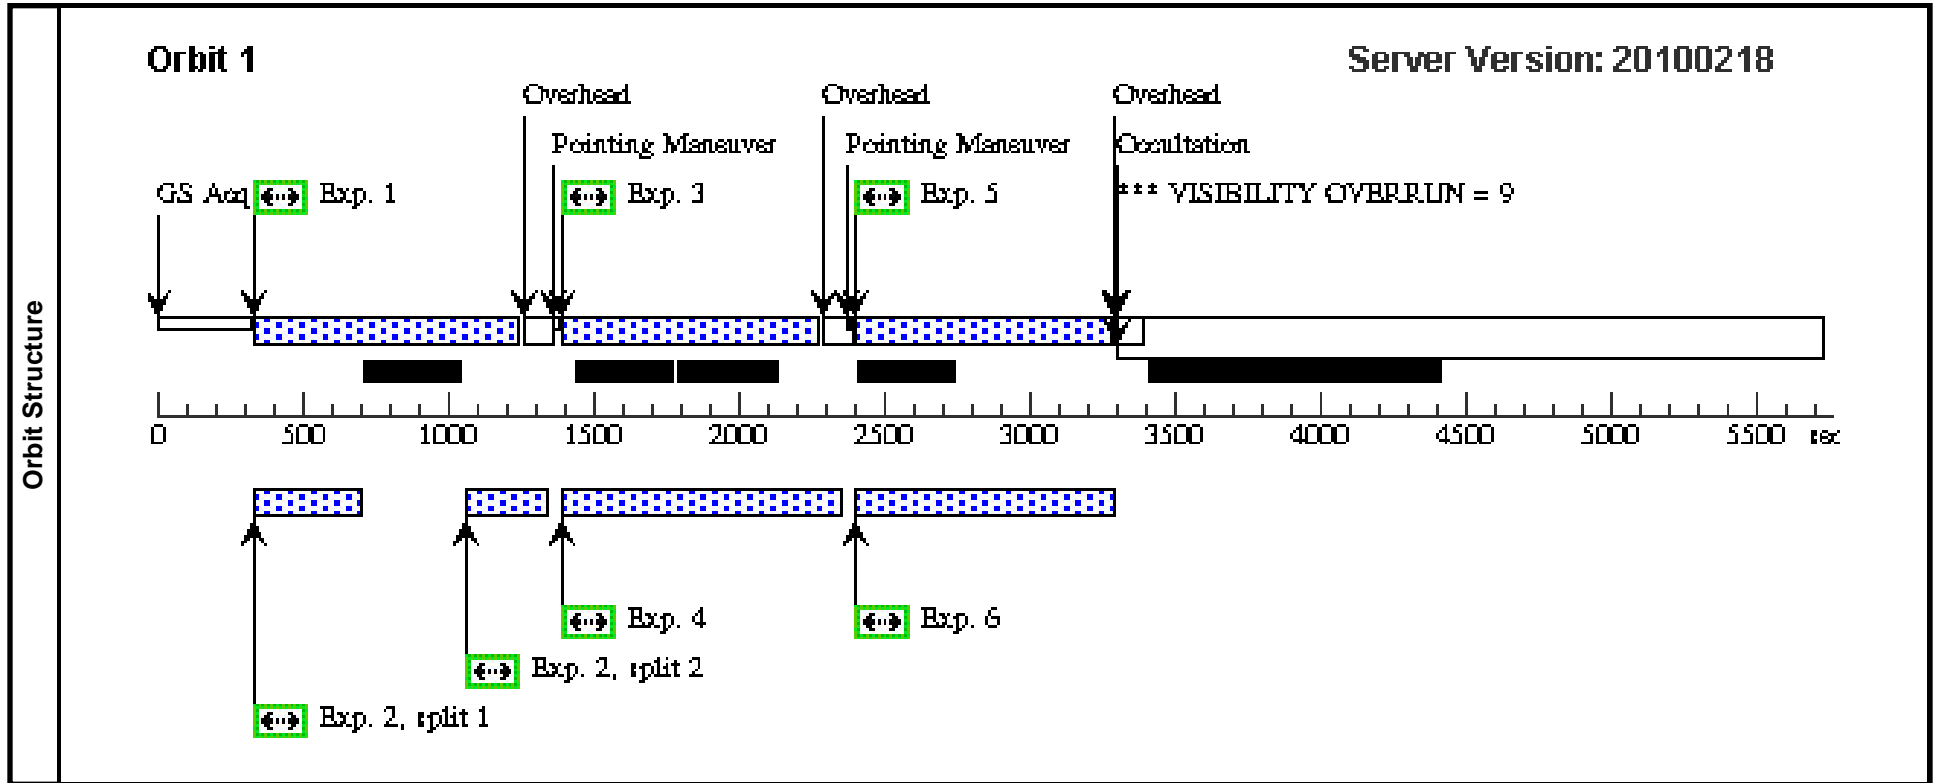 Orbit Structure
Orbit 1
Server Version: 20100218
Overhead
Overhead
Overhead
Pointing Maneuver
Pointing Maneuver
Occultation
GS Acq
Exp. 1
Exp. 3
Exp. 5
*** VISIBILITY OVERRUN = 9
0 500 1000 1500 2000 2500 3000 3500 4000 4500 5000 5500 sec
Exp. 4
Exp. 6
Exp. 2, split 2
Exp. 2, split 1